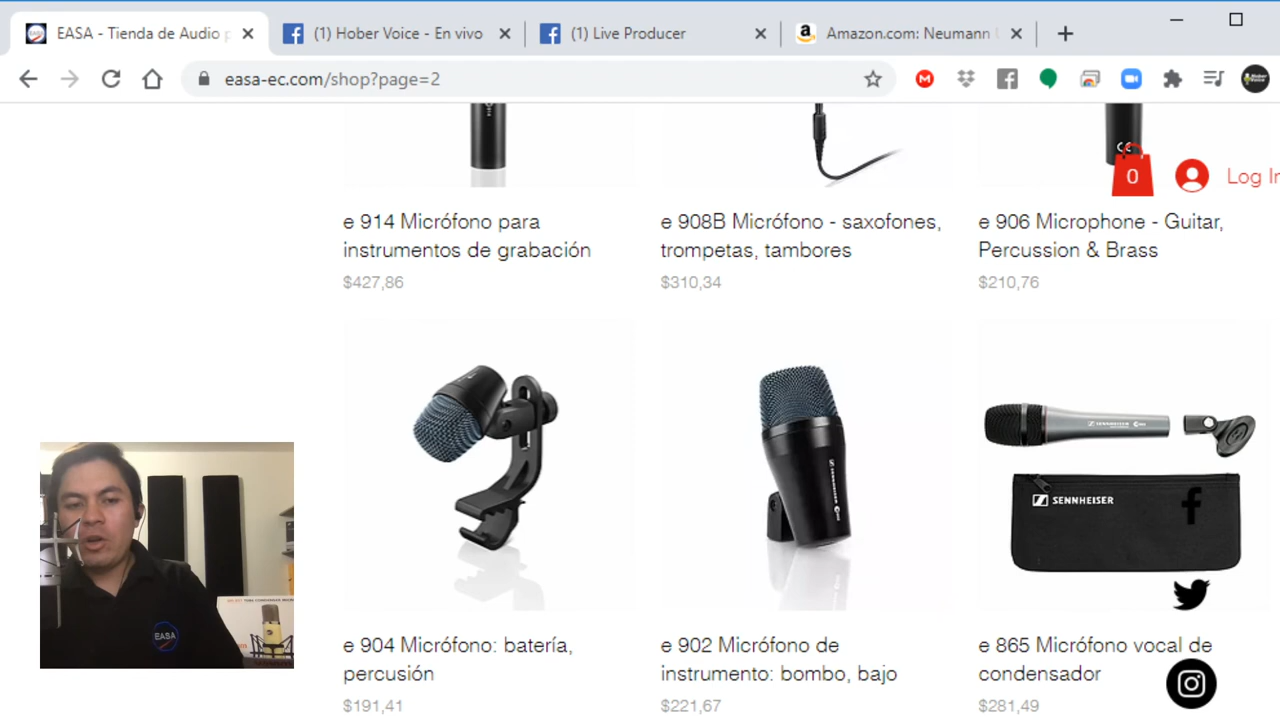 EASA - Tienda de Audio p
(1) Hober Voice - En vivo
(1) Live Producer
Amazon.com: Neumann
easa-ec.com/shop?page=2
0
Log In
e 914 Micrófono para
instrumentos de grabación
$427,86
e 908B Micrófono - saxofones,
trompetas, tambores
$310,34
e 906 Microphone - Guitar,
Percussion & Brass
$210,76
SENNHEISER
SENNHEISER
EASA
e 904 Micrófono: batería,
percusión
$191,41
e 902 Micrófono de
instrumento: bombo, bajo
$221,67
e 865 Micrófono vocal de
condensador
$281,49